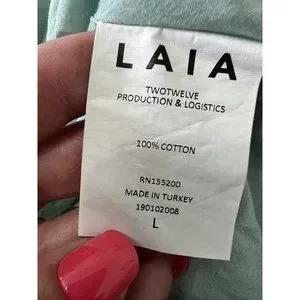 LAIA
TWOTWELVE
PRODUCTION & LOGISTICS
100% COTTON
RN155200
MADE IN TURKEY
190102008
L